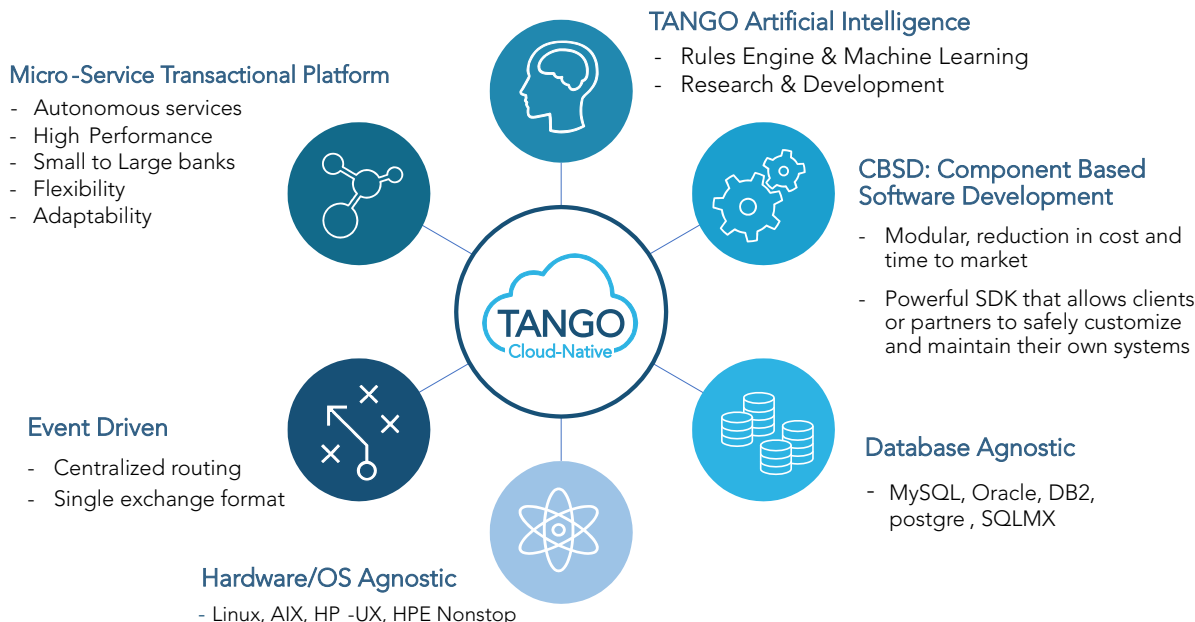 TANGO Artificial Intelligence
- Rules Engine & Machine Learning
- Research & Development
Micro-Service Transactional Platform
- Autonomous services
- High Performance
- Small to Large banks
- Flexibility
- Adaptability
CBSD: Component Based
Software Development
- Modular, reduction in cost and
time to market
- Powerful SDK that allows clients
or partners to safely customize
and maintain their own systems
TANGO
Cloud-Native
Event Driven
- Centralized routing
- Single exchange format
Database Agnostic
- MySQL, Oracle, DB2,
postgre , SQLMX
Hardware/OS Agnostic
- Linux, AIX, HP -UX, HPE Nonstop